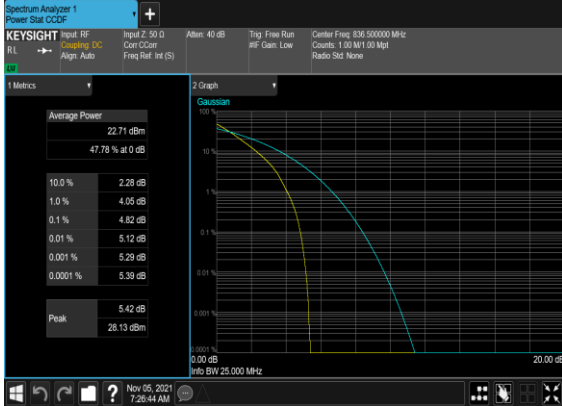 Spectrum Analyzer 1
Power Stat CCDF
+
KEYSIGHT
RL
LV
Input: RF
Coupling: DC
Align: Auto
Input Z: 50 Ω
Corr CCorr
Freq Ref: Int (S)
Atten: 40 dB
Trig: Free Run
#IF Gain: Low
Center Freq: 836.500000 MHz
Counts: 1.00 M/1.00 Mpt
Radio Std: None
1 Metrics
Average Power
22.71 dBm
47.78 % at 0 dB
10.0 % 2.28 dB
1.0 % 4.05 dB
0.1 % 4.82 dB
0.01 % 5.12 dB
0.001 % 5.29 dB
0.0001 % 5.39 dB
Peak
5.42 dB
28.13 dBm
2 Graph
Gaussian
100 %
10 %
1 %
0.1 %
0.01 %
0.001 %
0.0001 %
0.00 dB 20.00 dB
Info BW 25.000 MHz
?
Nov 05, 2021
7:26:44 AM